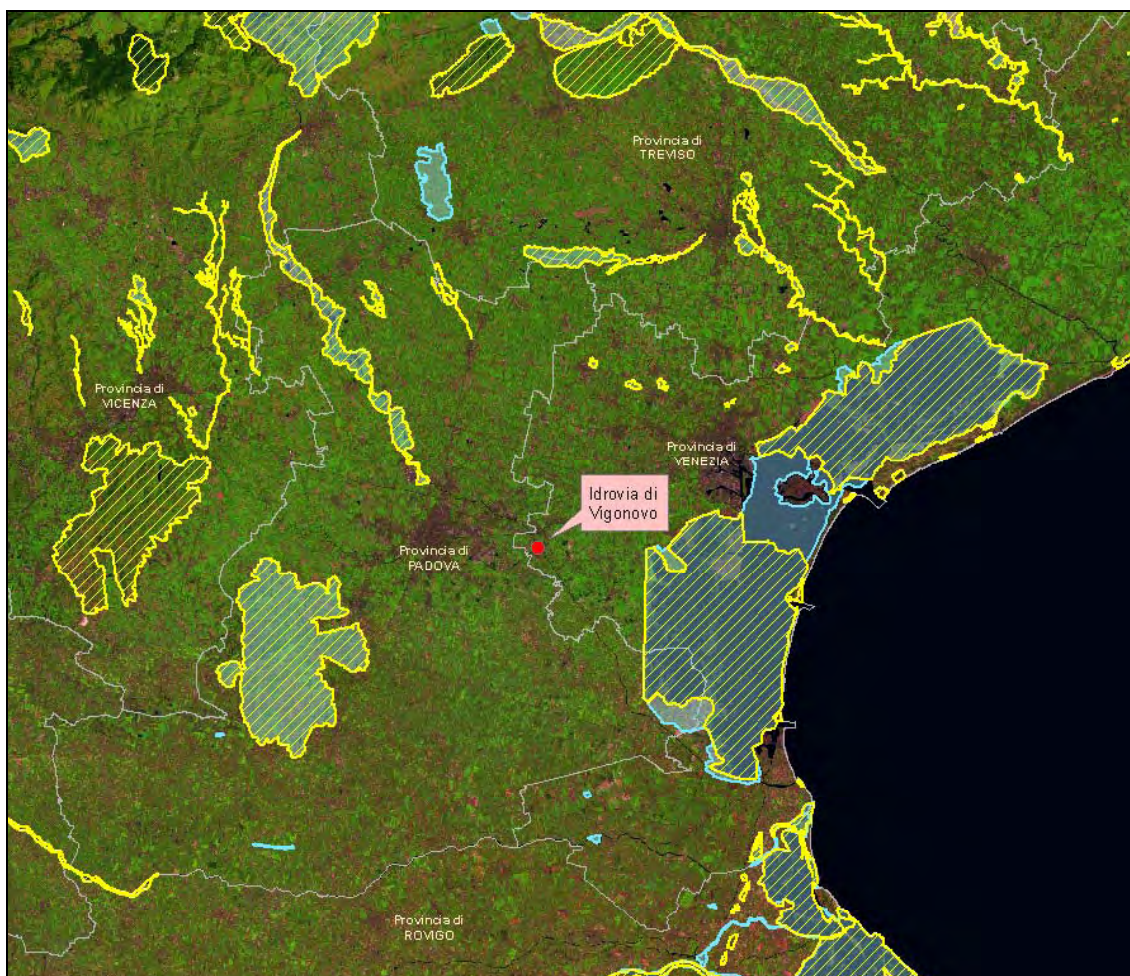 Provincia di
TREVISO
Provincia di
VICENZA
Provincia di
VENEZIA
Idrovia di
Vigonovo
Provincia di
PADOVA
Provincia di
ROVIGO